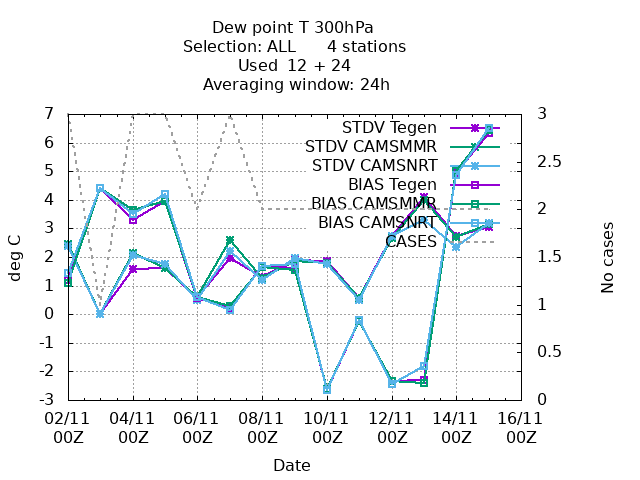 Dew point T 300hPa
Selection: ALL      4 stations
Used  12 + 24
Averaging window: 24h
STDV Tegen
STDV CAMSMMR
STDV CAMSNRT
BIAS Tegen
BIAS CAMSMMR
BIAS CAMSNRT
CASES
deg C
7
6
5
4
3
2
1
0
-1
-2
-3
No cases
3
2.5
2
1.5
1
0.5
0
02/11 04/11 06/11 08/11 10/11 12/11 14/11 16/11
00Z 00Z 00Z 00Z 00Z 00Z 00Z 00Z
Date